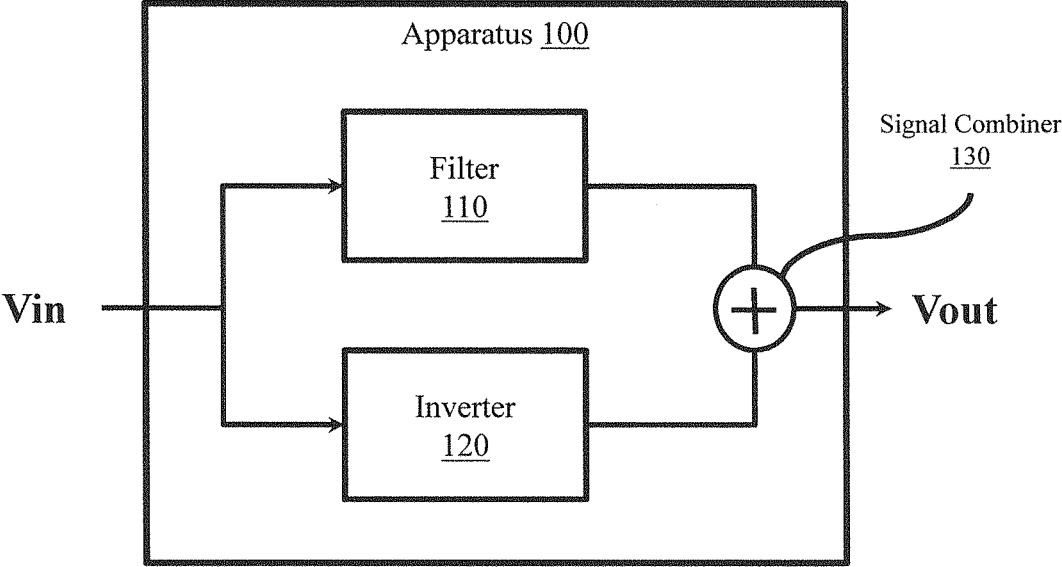 Apparatus 100
Signal Combiner
130
Filter
110
Vin
+
Vout
Inverter
120